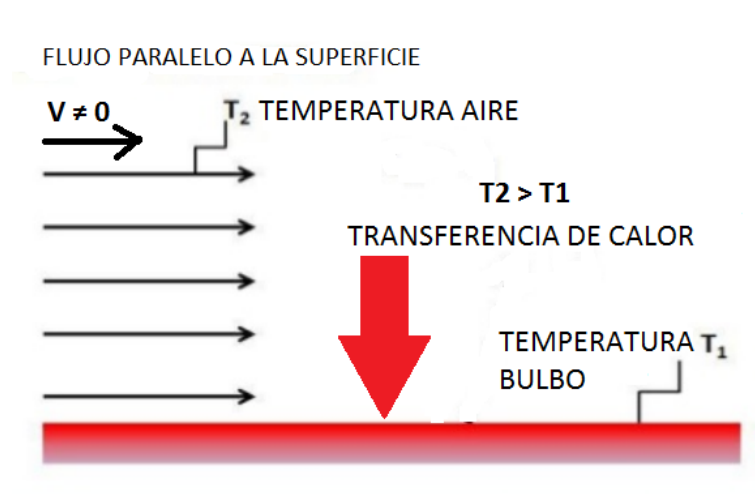 FLUJO PARALELO A LA SUPERFICIE
V ≠ 0
T₂ TEMPERATURA AIRE
T2 > T1
TRANSFERENCIA DE CALOR
TEMPERATURA T₁
BULBO